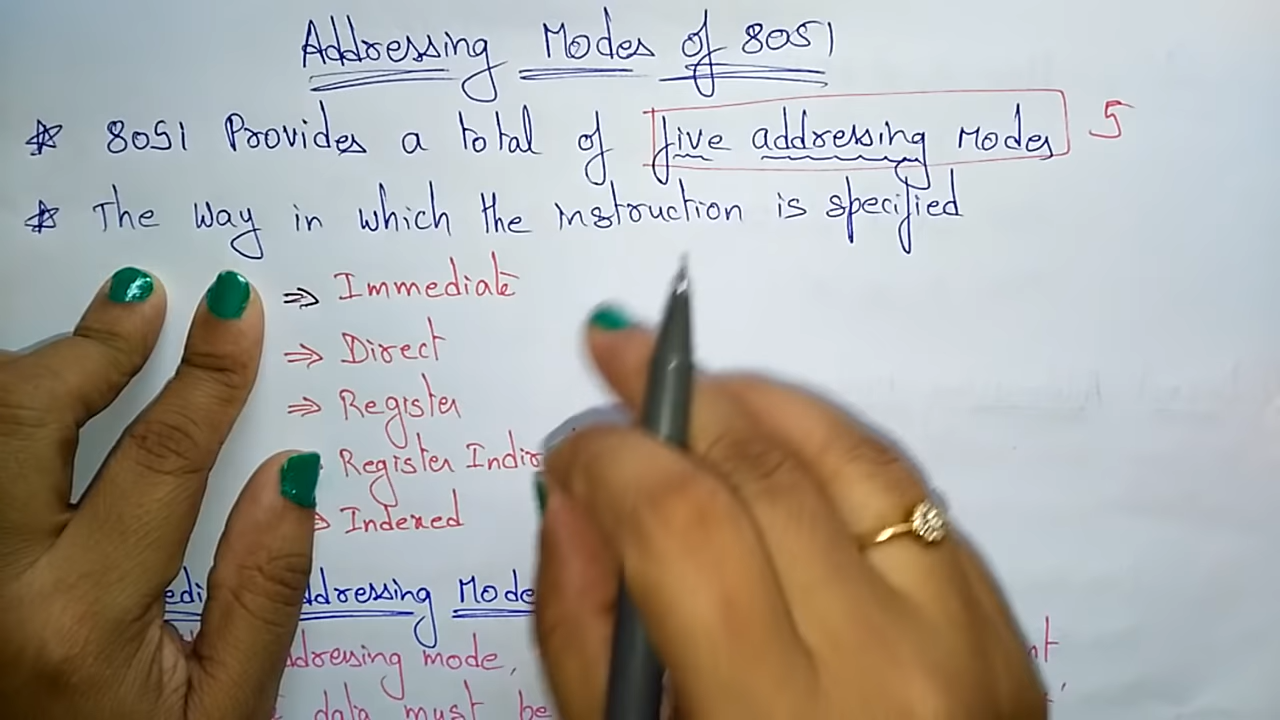 Addressing Modes of 8051
* 8051 Provides a total of five addressing Modes 5
* The way in which the instruction is specified
⇒ Immediate
⇒ Direct
⇒ Register
Register
⇒ Indexed
Addressing Mode
addressing mode,
data must be